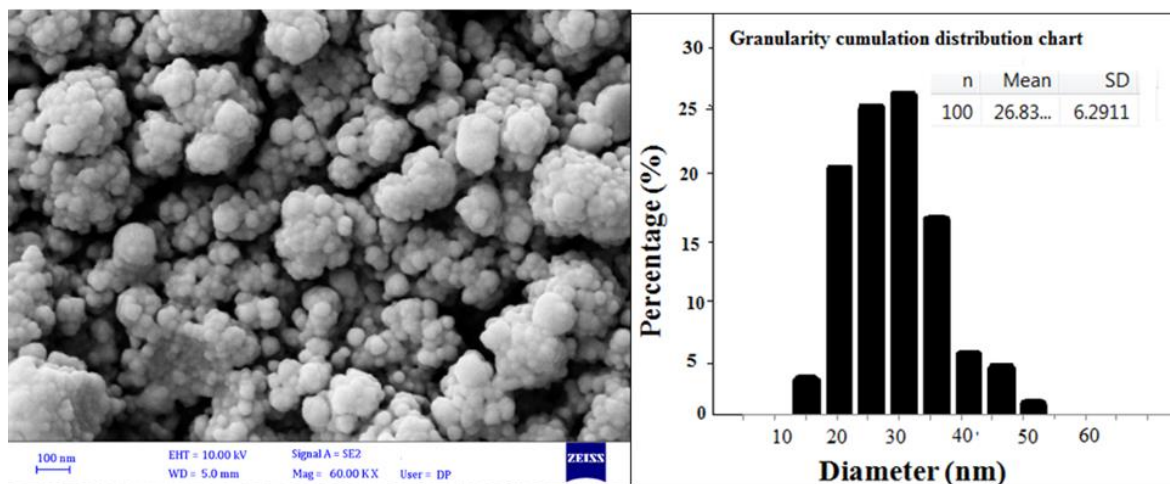 100 nm
EHT = 10.00 kV
Signal A = SE2
WD = 5.0 mm
Mag = 60.00 K X
User = DP
ZEISS
Granularity cumulation distribution chart
n Mean SD
100 26.83... 6.2911
Percentage (%)
30
25
20
15
10
5
0
10 20 30 40 50 60
Diameter (nm)